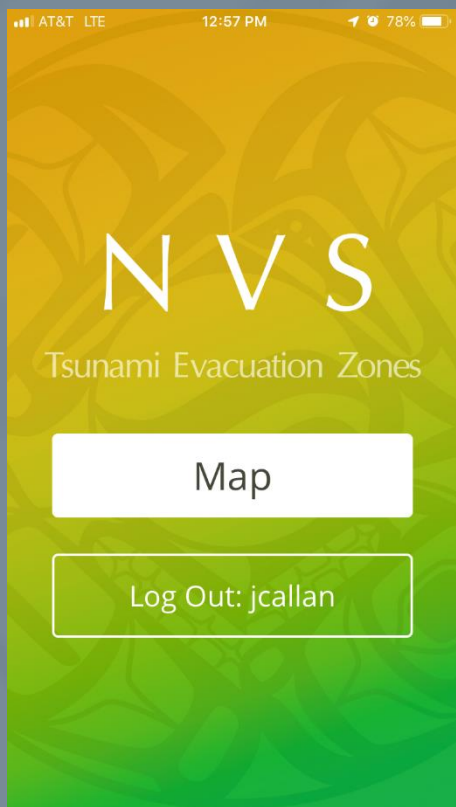 AT&T LTE 12:57 PM 78%
N V S
Tsunami Evacuation Zones
Map
Log Out: jcallan